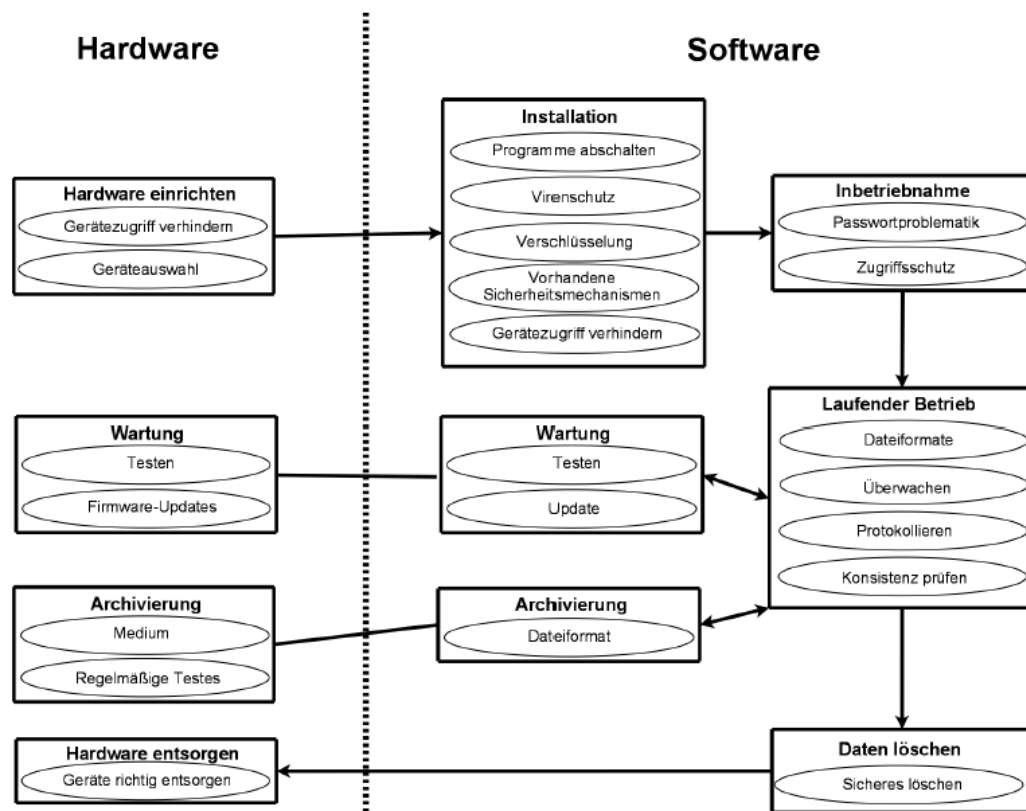 Hardware
Software
Hardware einrichten
Gerätezugriff verhindern
Geräteauswahl
Installation
Programme abschalten
Virenschutz
Verschlüsselung
Vorhandene
Sicherheitsmechanismen
Gerätezugriff verhindern
Inbetriebnahme
Passwortproblematik
Zugriffsschutz
Wartung
Testen
Firmware-Updates
Wartung
Testen
Update
Laufender Betrieb
Dateiformate
Überwachen
Protokollieren
Konsistenz prüfen
Archivierung
Medium
Regelmäßige Testes
Archivierung
Dateiformat
Hardware entsorgen
Geräte richtig entsorgen
Daten löschen
Sicheres löschen